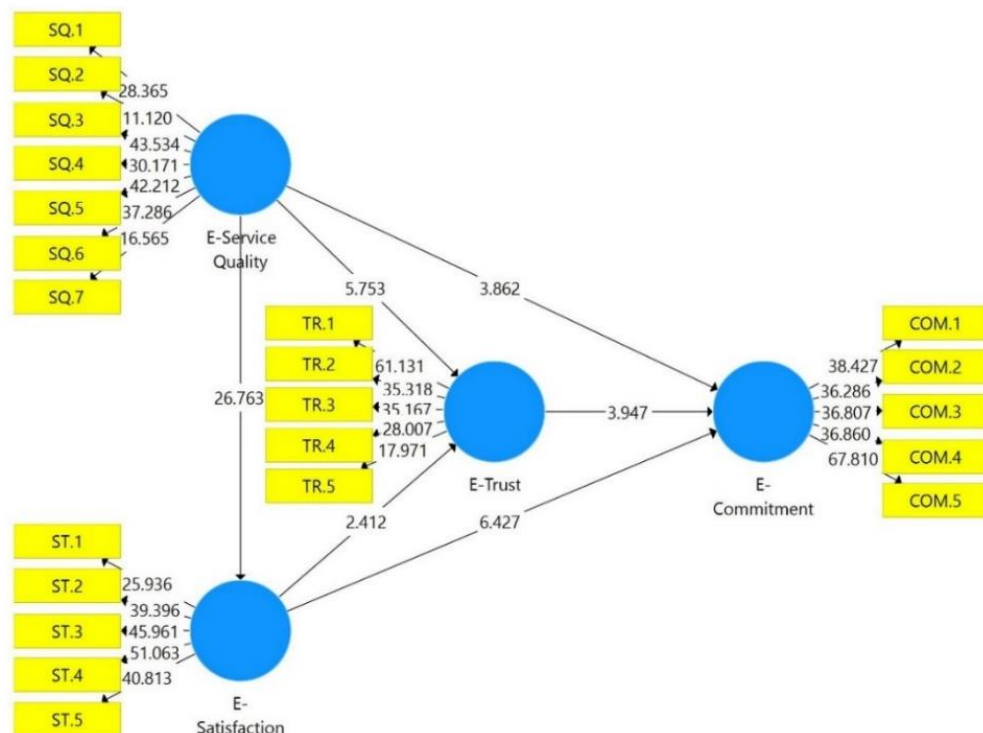 SQ.1
SQ.2
SQ.3
SQ.4
SQ.5
SQ.6
SQ.7
28.365
11.120
43.534
30.171
42.212
37.286
16.565
E-Service
Quality
5.753
3.862
26.763
TR.1
TR.2
TR.3
TR.4
TR.5
61.131
35.318
35.167
28.007
17.971
E-Trust
3.947
COM.1
COM.2
COM.3
COM.4
COM.5
38.427
36.286
36.807
36.860
67.810
E-
Commitment
2.412
6.427
ST.1
ST.2
ST.3
ST.4
ST.5
25.936
39.396
45.961
51.063
40.813
E-
Satisfaction